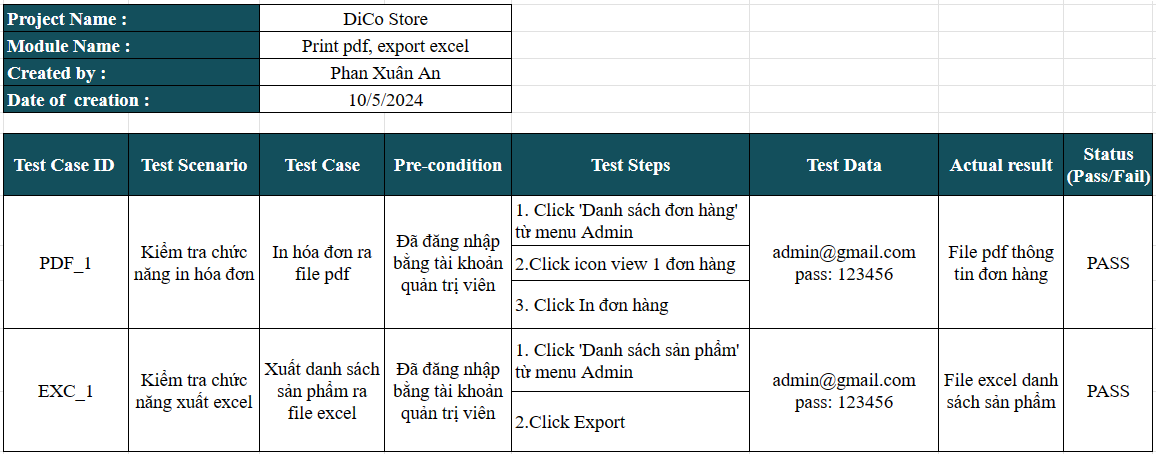 Project Name :
DiCo Store
Module Name :
Print pdf, export excel
Created by :
Phan Xuân An
Date of  creation :
10/5/2024
Test Case ID
Test Scenario
Test Case
Pre-condition
Test Steps
Test Data
Actual result
Status
(Pass/Fail)
PDF_1
Kiểm tra chức
năng in hóa đơn
In hóa đơn ra
file pdf
Đã đăng nhập
bằng tài khoản
quản trị viên
1. Click 'Danh sách đơn hàng'
từ menu Admin
2.Click icon view 1 đơn hàng
3. Click In đơn hàng
admin@gmail.com
pass: 123456
File pdf thông
tin đơn hàng
PASS
EXC_1
Kiểm tra chức
năng xuất excel
Xuất danh sách
sản phẩm ra
file excel
Đã đăng nhập
bằng tài khoản
quản trị viên
1. Click 'Danh sách sản phẩm'
từ menu Admin
2.Click Export
admin@gmail.com
pass: 123456
File excel danh
sách sản phẩm
PASS